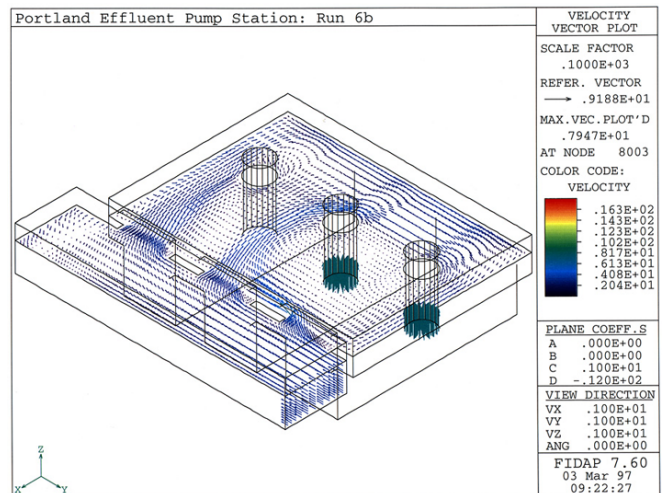 Portland Effluent Pump Station: Run 6b
VELOCITY
VECTOR PLOT
SCALE FACTOR
.1000E+03
REFER. VECTOR
.9188E+01
MAX.VEC.PLOT'D
.7947E+01
AT NODE 8003
COLOR CODE:
VELOCITY
.163E+02
.143E+02
.123E+02
.102E+02
.817E+01
.613E+01
.408E+01
.204E+01
PLANE COEFF.S
A .000E+00
B .000E+00
C .100E+01
D -.120E+02
VIEW DIRECTION
VX .100E+01
VY .100E+01
VZ .100E+01
ANG .000E+00
FIDAP 7.60
03 Mar 97
09:22:27
Z
X Y